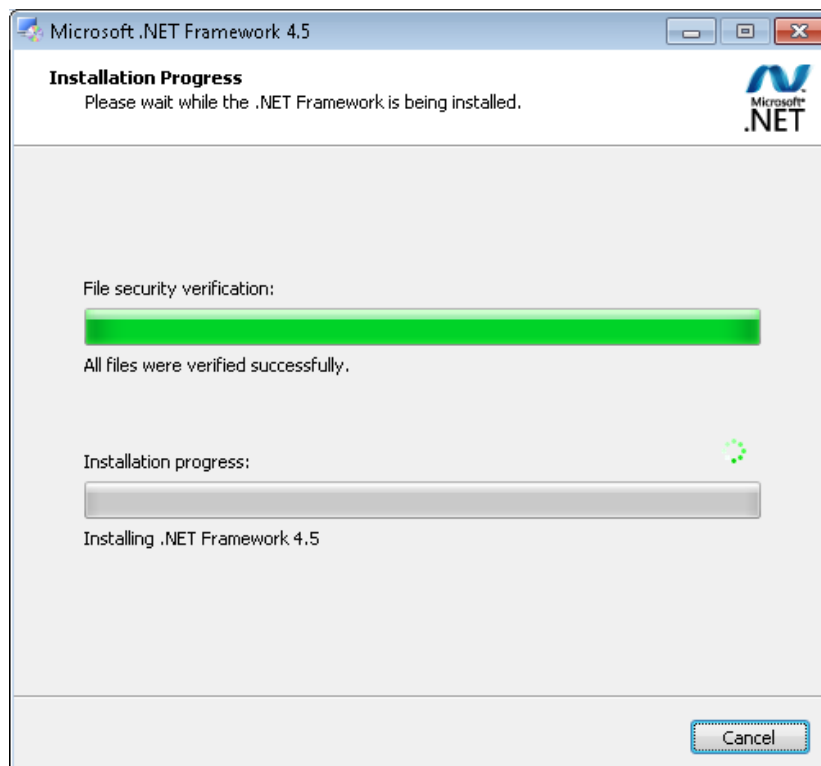 Microsoft .NET Framework 4.5
Installation Progress
Please wait while the .NET Framework is being installed.
Microsoft®
.NET
File security verification:
All files were verified successfully.
Installation progress:
Installing .NET Framework 4.5
Cancel